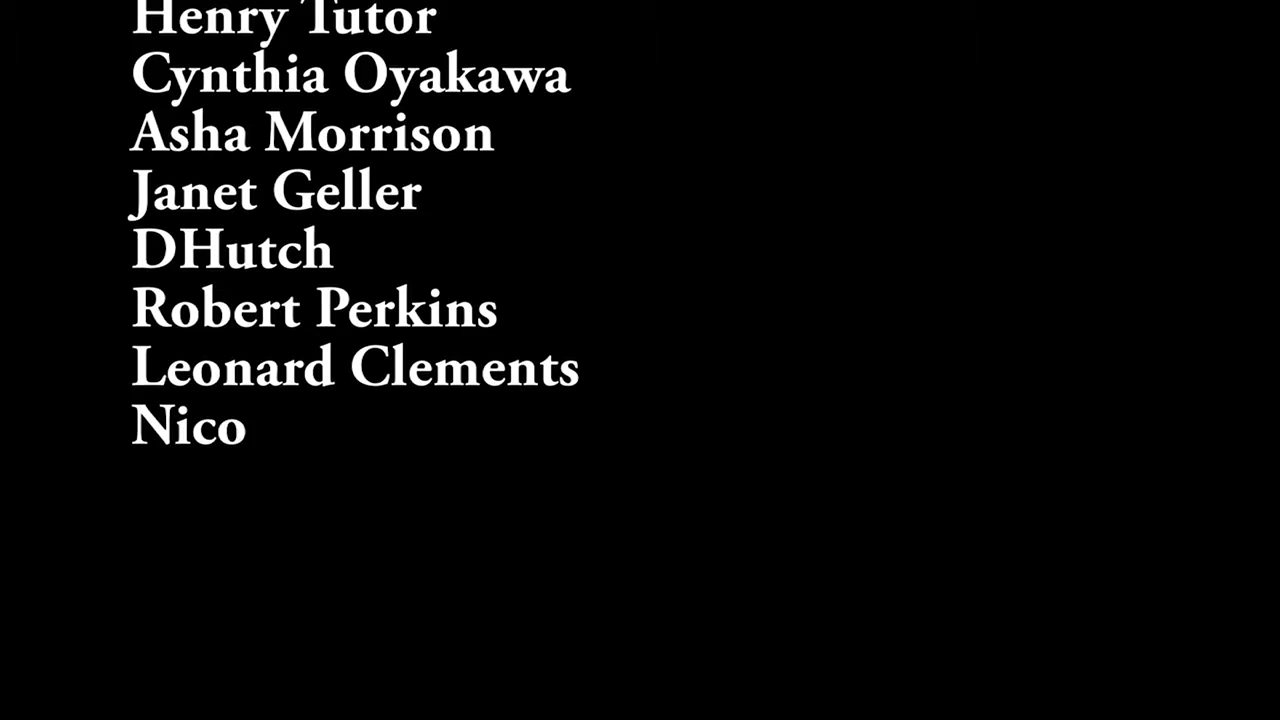 Henry Tutor
Cynthia Oyakawa
Asha Morrison
Janet Geller
DHutch
Robert Perkins
Leonard Clements
Nico